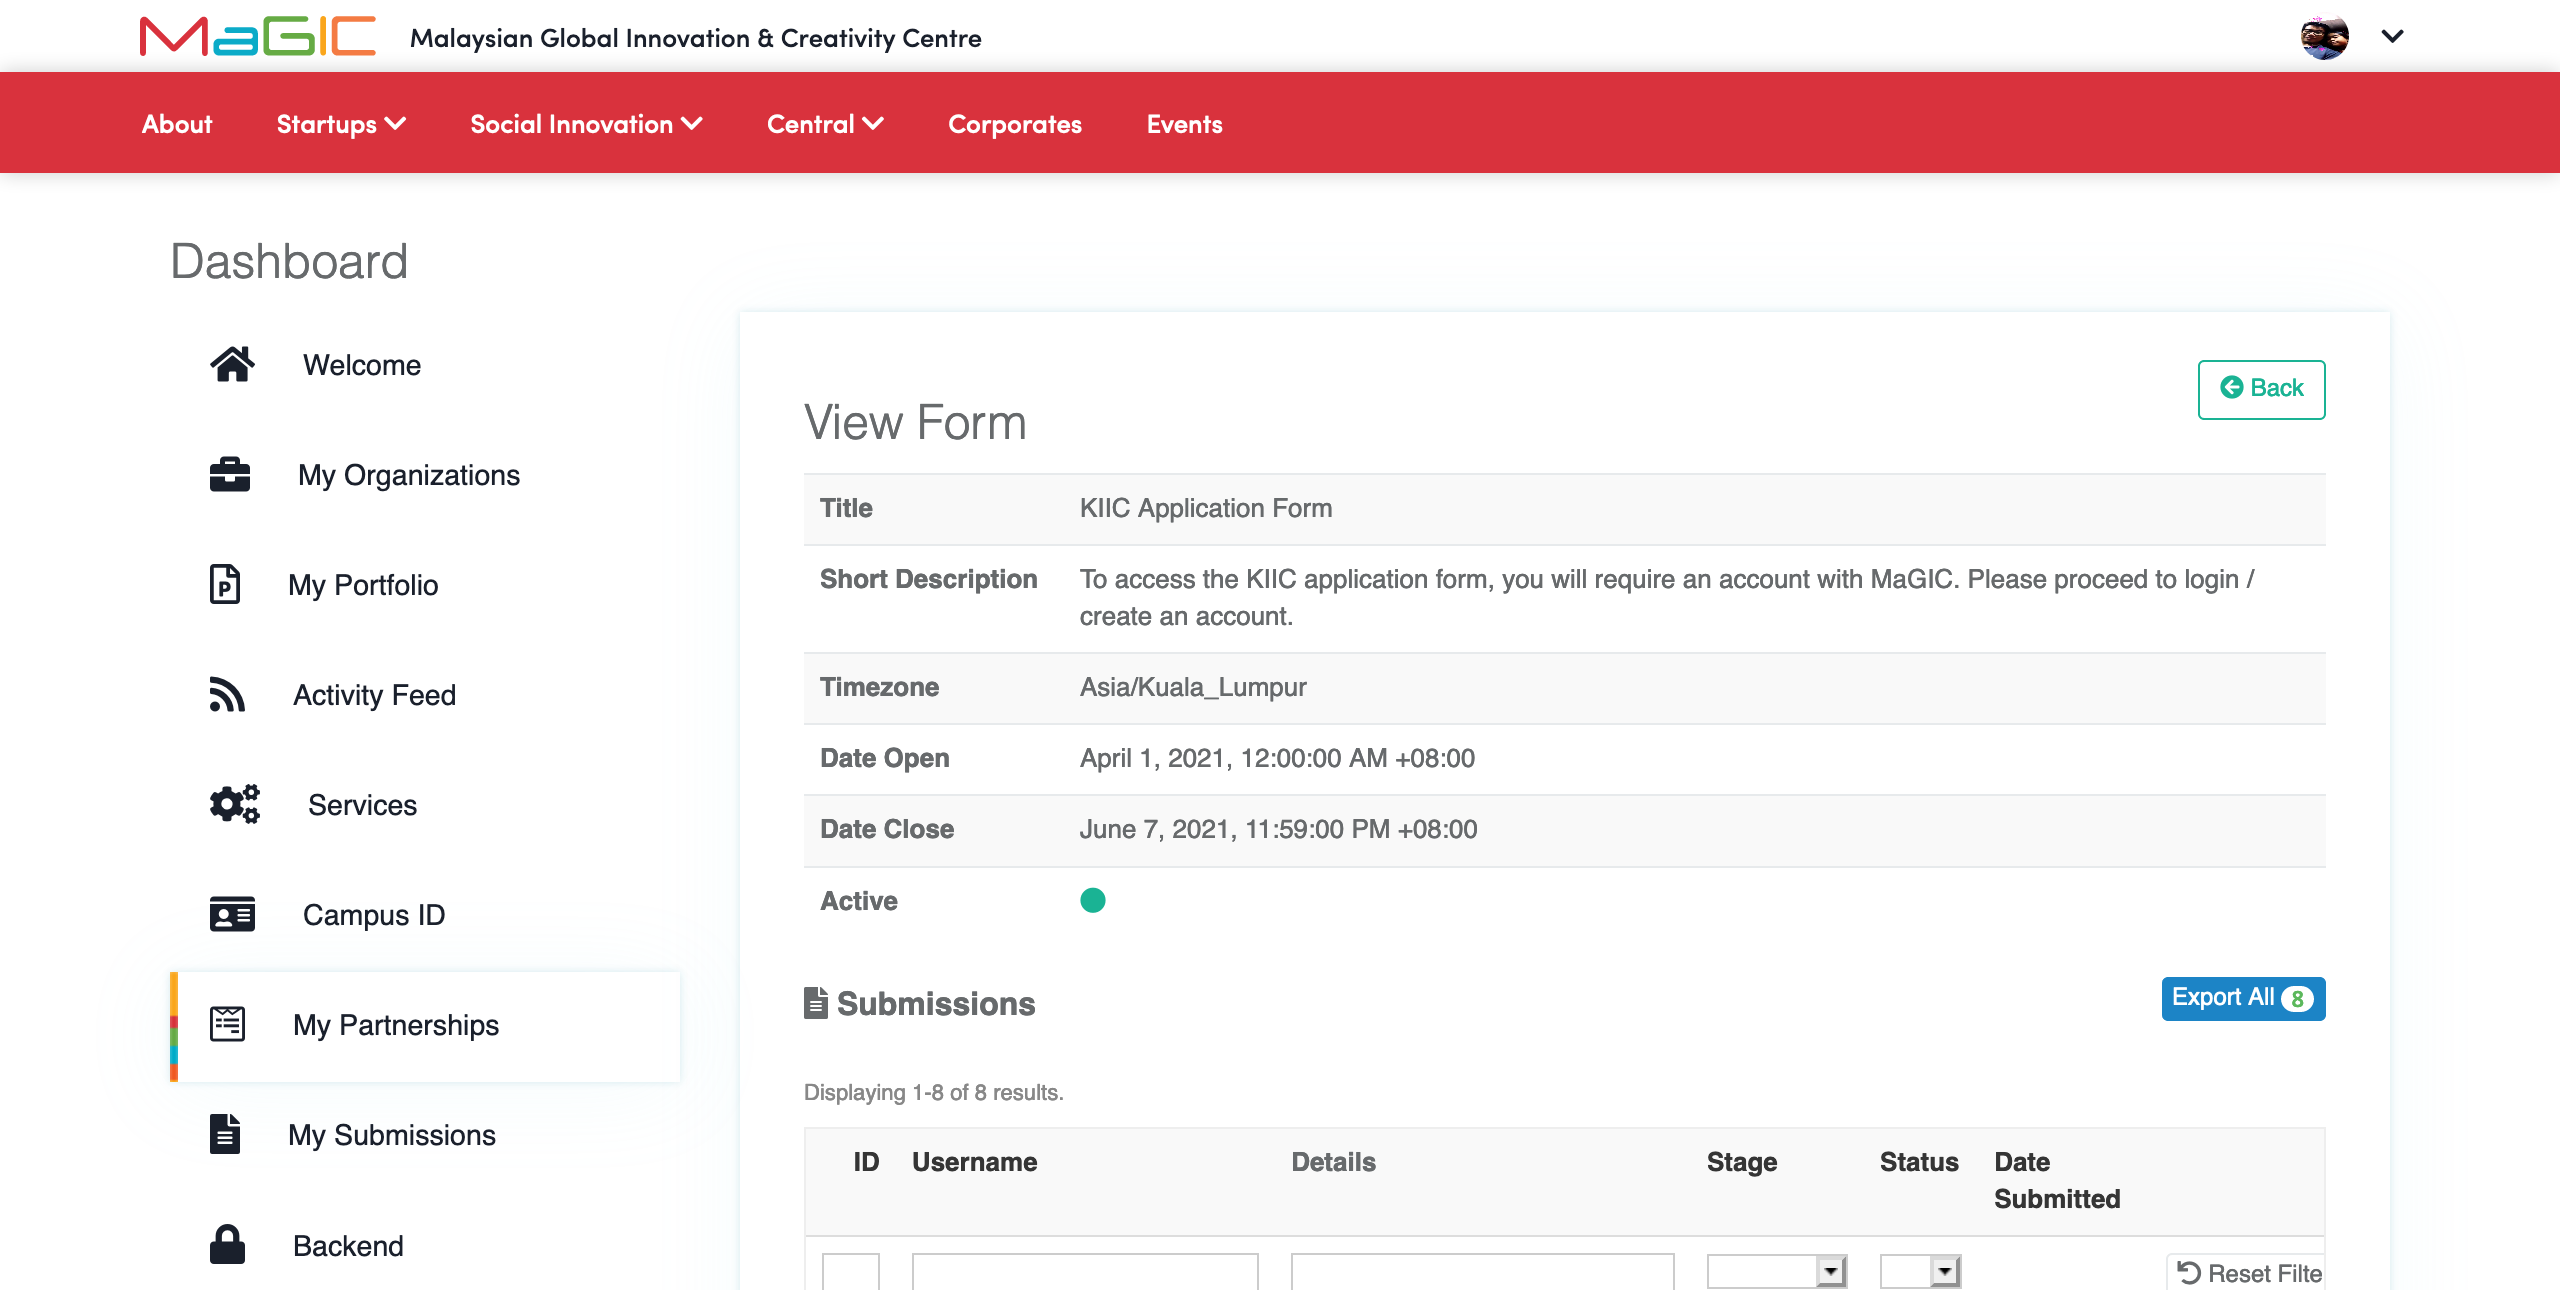 MaGIC Malaysian Global Innovation & Creativity Centre
About Startups Social Innovation Central Corporates Events
Dashboard
Welcome
My Organizations
My Portfolio
Activity Feed
Services
Campus ID
My Partnerships
My Submissions
Backend
Back
View Form
Title KIIC Application Form
Short Description To access the KIIC application form, you will require an account with MaGIC. Please proceed to login /
create an account.
Timezone Asia/Kuala_Lumpur
Date Open April 1, 2021, 12:00:00 AM +08:00
Date Close June 7, 2021, 11:59:00 PM +08:00
Active
Submissions
Export All 8
Displaying 1-8 of 8 results.
ID Username Details Stage Status Date
Submitted
Reset Filte